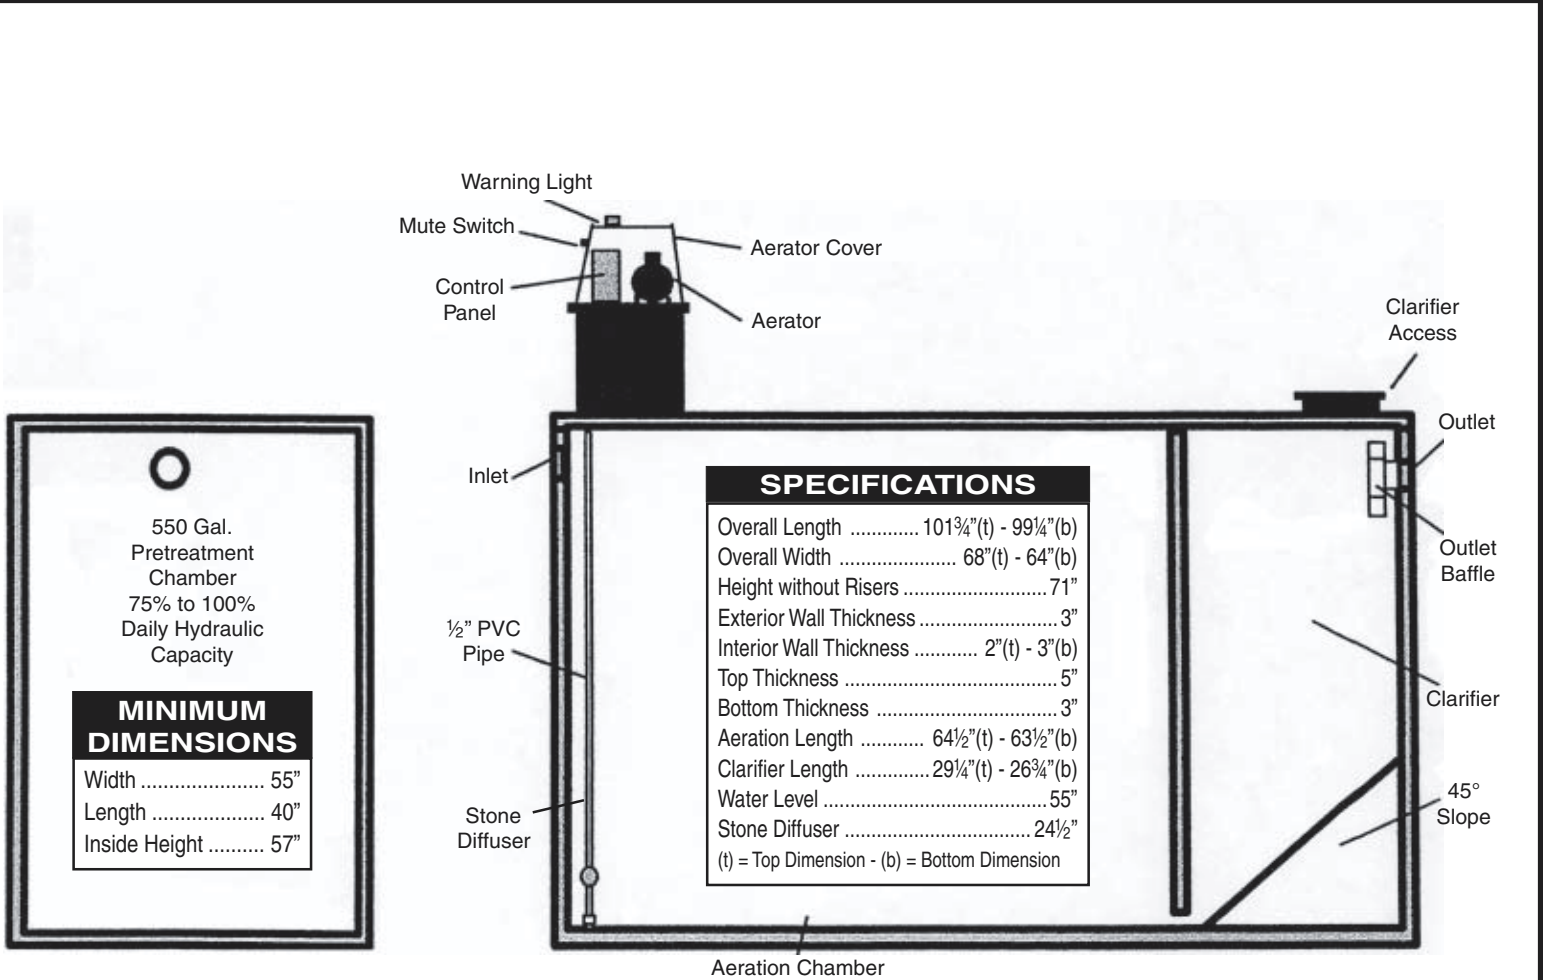 Warning Light
Mute Switch
Aerator Cover
Control
Panel
Aerator
Clarifier
Access
Outlet
Inlet
Outlet
Baffle
½” PVC
Pipe
Clarifier
Stone
Diffuser
45°
Slope
Aeration Chamber
550 Gal.
Pretreatment
Chamber
75% to 100%
Daily Hydraulic
Capacity
MINIMUM
DIMENSIONS
Width ...................... 55”
Length .................... 40”
Inside Height .......... 57”
SPECIFICATIONS
Overall Length ............. 101¾”(t) - 99¼”(b)
Overall Width ...................... 68”(t) - 64”(b)
Height without Risers ........................... 71”
Exterior Wall Thickness .......................... 3”
Interior Wall Thickness ............ 2”(t) - 3”(b)
Top Thickness ........................................ 5”
Bottom Thickness .................................. 3”
Aeration Length ............ 64½”(t) - 63½”(b)
Clarifier Length .............. 29¼”(t) - 26¾”(b)
Water Level .......................................... 55”
Stone Diffuser ................................... 24½”
(t) = Top Dimension - (b) = Bottom Dimension